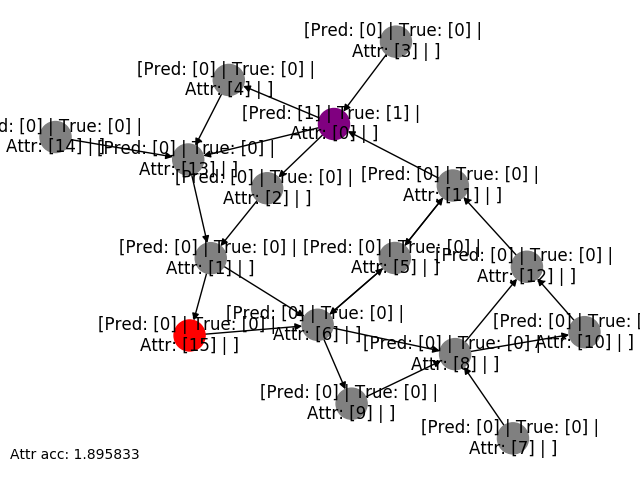 [Pred: [0] | True: [0] |
Attr: [3] | ]
[Pred: [0] | True: [0] |
Attr: [4] | ]
[Pred: [1] | True: [1] |
Attr: [0] | ]
d: [0] | True: [0] |
Attr: [14] | ]
[Pred: [0] | True: [0] |
Attr: [13] | ]
[Pred: [0] | True: [0] |
Attr: [2] | ]
[Pred: [0] | True: [0] |
Attr: [11] | ]
[Pred: [0] | True: [0] |
Attr: [1] | ]
[Pred: [0] | True: [0] |
Attr: [5] | ]
[Pred: [0] | True: [0] |
Attr: [12] | ]
[Pred: [0] | True: [0] |
Attr: [15] | ]
[Pred: [0] | True: [0] |
Attr: [6] | ]
[Pred: [0] | True: [
Attr: [10] | ]
[Pred: [0] | True: [0] |
Attr: [8] | ]
[Pred: [0] | True: [0] |
Attr: [9] | ]
[Pred: [0] | True: [0] |
Attr: [7] | ]
Attr acc: 1.895833